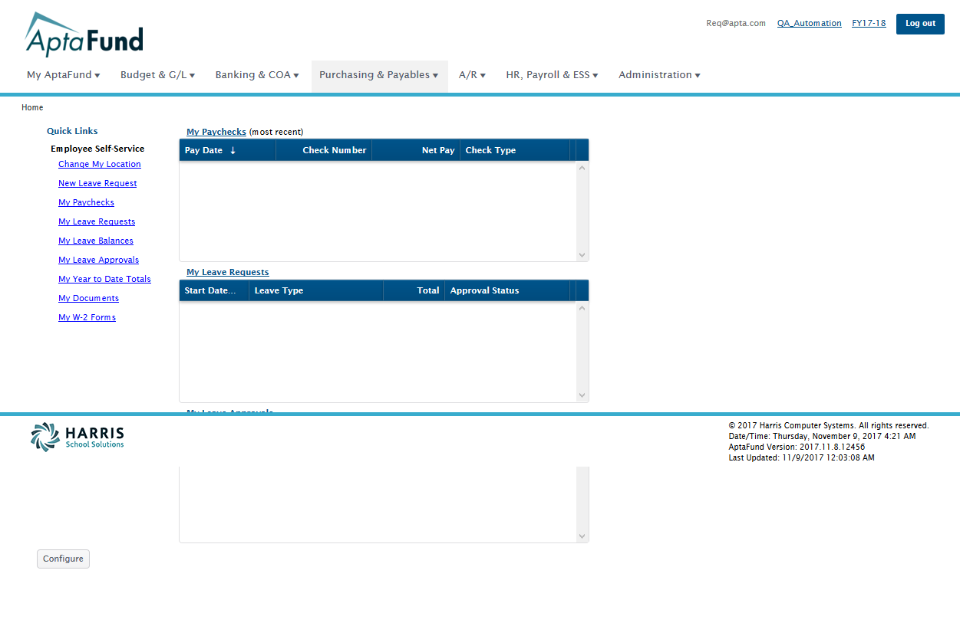 AptaFund
Req@apta.com QA_Automation FY17-18 Log out
My AptaFund Budget & G/L Banking & COA Purchasing & Payables A/R HR, Payroll & ESS Administration
Home
Quick Links
Employee Self-Service
Change My Location
New Leave Request
My Paychecks
My Leave Requests
My Leave Balances
My Leave Approvals
My Year to Date Totals
My Documents
My W-2 Forms
My Paychecks (most recent)
Pay Date ↓ Check Number Net Pay Check Type
My Leave Requests
Start Date... Leave Type Total Approval Status
My Leave Approvals
HARRIS
School Solutions
© 2017 Harris Computer Systems. All rights reserved.
Date/Time: Thursday, November 9, 2017 4:21 AM
AptaFund Version: 2017.11.8.12456
Last Updated: 11/9/2017 12:03:08 AM
Configure